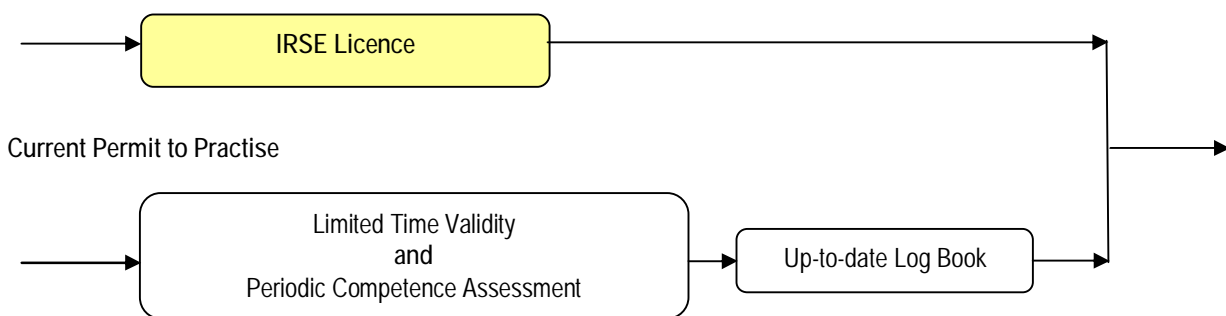 IRSE Licence
Current Permit to Practise
Limited Time Validity
and
Periodic Competence Assessment
Up-to-date Log Book